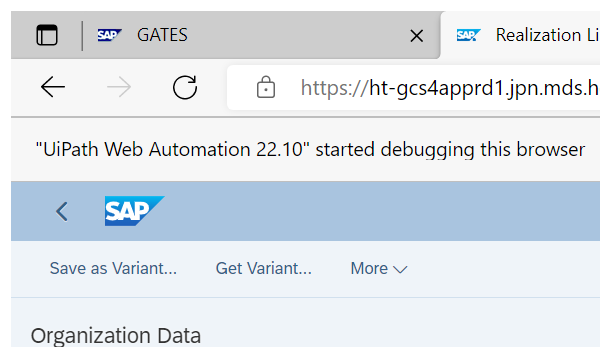 SAP GATES SAP Realization Li
https://ht-gcs4apprd1.jpn.mds.h
"UiPath Web Automation 22.10" started debugging this browser
SAP
Save as Variant... Get Variant... More
Organization Data